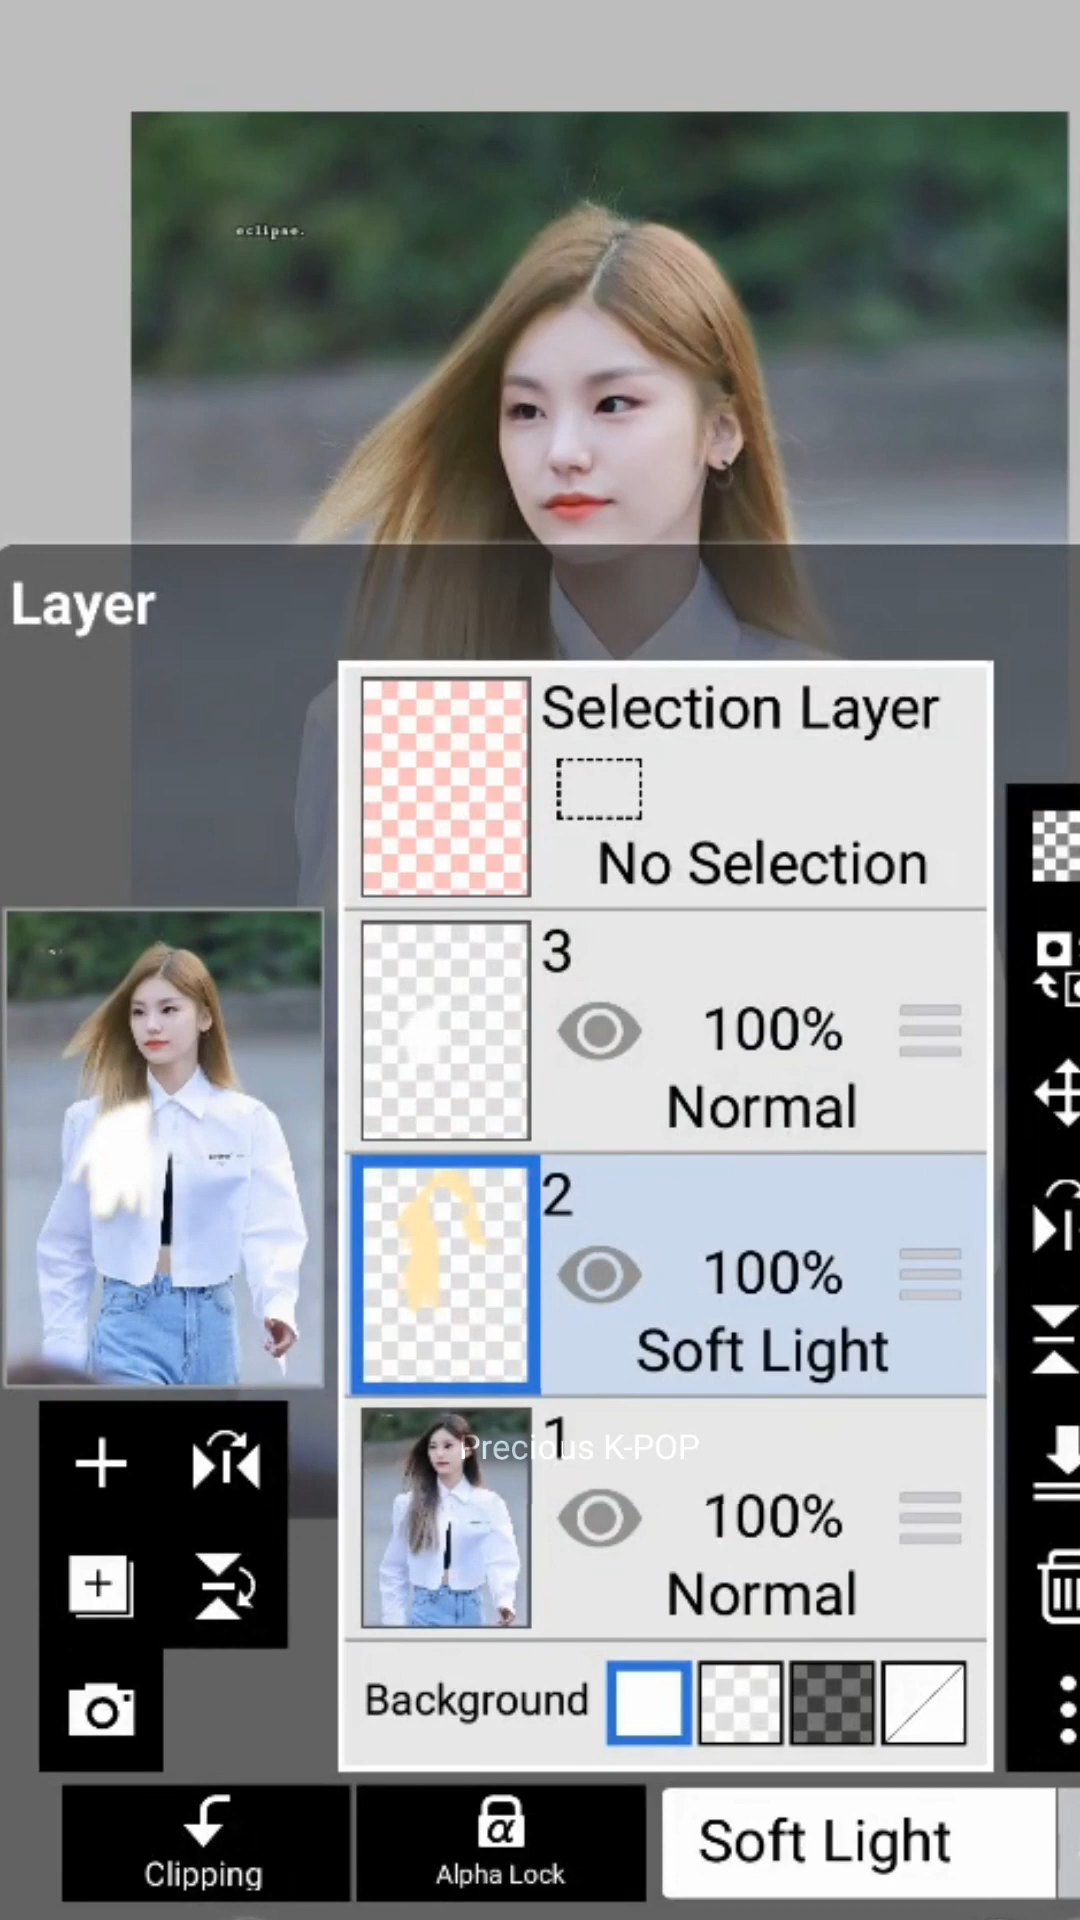 eclipse.
Layer
Selection Layer
No Selection
3
100%
Normal
2
100%
Soft Light
1
Precious K-POP
100%
Normal
Background
Clipping
α
Alpha Lock
Soft Light